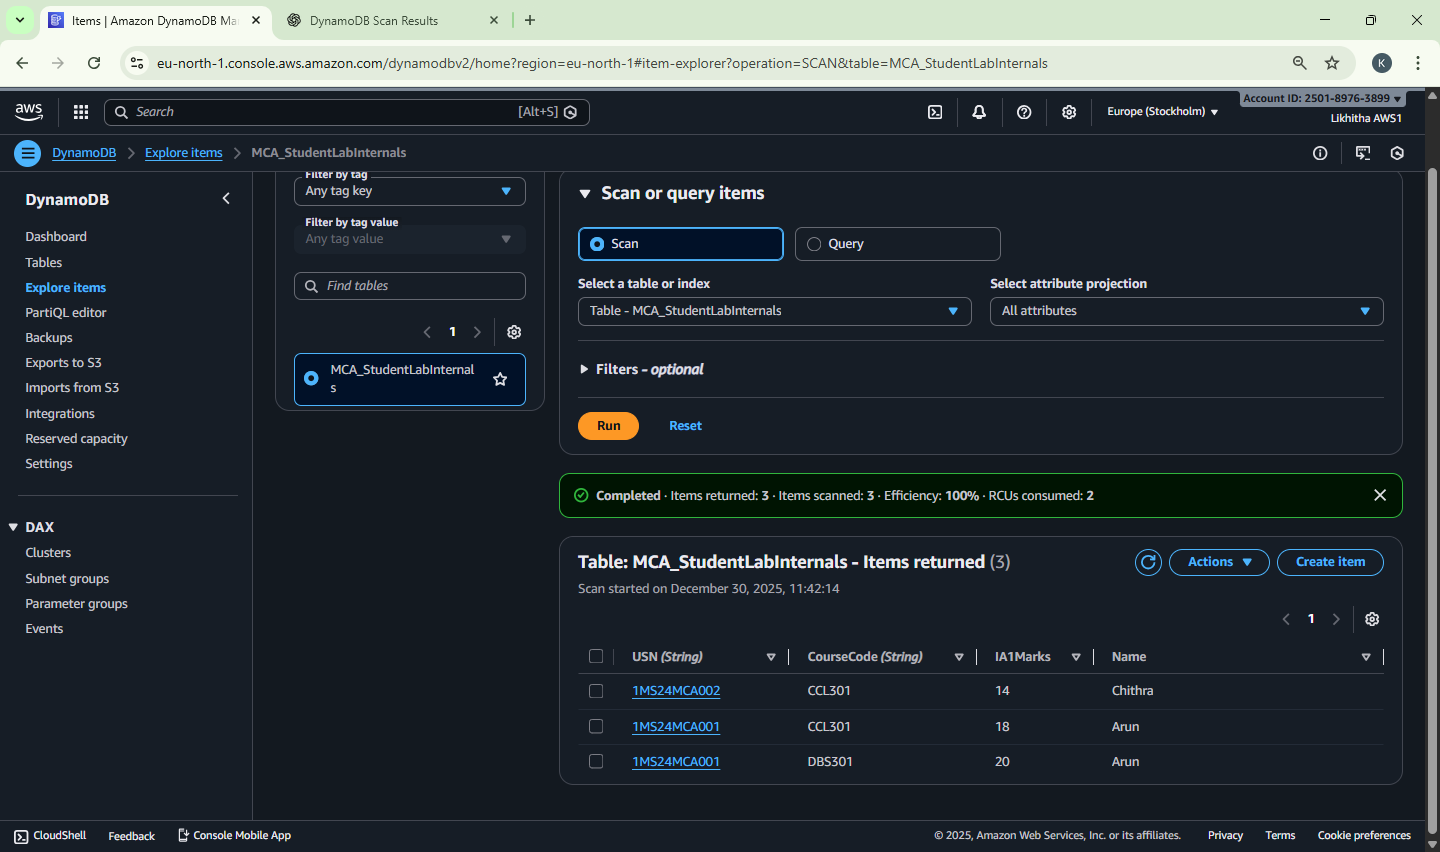 Items | Amazon DynamoDB Ma
DynamoDB Scan Results
eu-north-1.console.aws.amazon.com/dynamodbv2/home?region=eu-north-1#item-explorer?operation=SCAN&table=MCA_StudentLabInternals
K
aws
Search
[Alt+S]
Europe (Stockholm)
Account ID: 2501-8976-3899
Likhitha AWS1
DynamoDB
Explore items
MCA_StudentLabInternals
DynamoDB
Dashboard
Tables
Explore items
PartiQL editor
Backups
Exports to S3
Imports from S3
Integrations
Reserved capacity
Settings
DAX
Clusters
Subnet groups
Parameter groups
Events
Filter by tag
Any tag key
Filter by tag value
Any tag value
Find tables
1
MCA_StudentLabInternal
s
Scan or query items
Scan
Query
Select a table or index
Table - MCA_StudentLabInternals
Select attribute projection
All attributes
Filters - optional
Run
Reset
Completed · Items returned: 3 · Items scanned: 3 · Efficiency: 100% · RCUs consumed: 2
Table: MCA_StudentLabInternals - Items returned (3)
Scan started on December 30, 2025, 11:42:14
Actions
Create item
1
USN (String) CourseCode (String) IA1Marks Name
1MS24MCA002 CCL301 14 Chithra
1MS24MCA001 CCL301 18 Arun
1MS24MCA001 DBS301 20 Arun
CloudShell
Feedback
Console Mobile App
© 2025, Amazon Web Services, Inc. or its affiliates.
Privacy
Terms
Cookie preferences